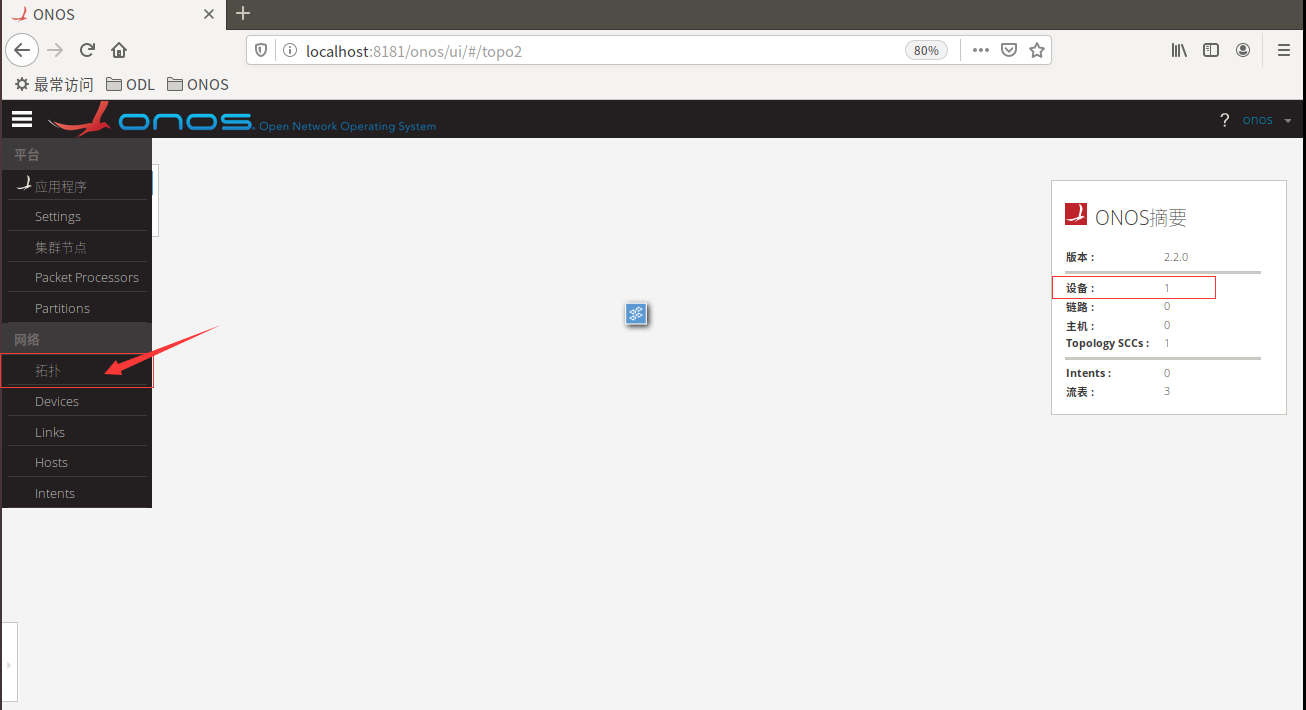 ONOS
localhost:8181/onos/ui/#/topo2
80%
最常访问 ODL ONOS
onos Open Network Operating System
? onos
平台
应用程序
Settings
集群节点
Packet Processors
Partitions
网络
拓扑
Devices
Links
Hosts
Intents
ONOS摘要
版本 : 2.2.0
设备 : 1
链路 : 0
主机 : 0
Topology SCCs : 1
Intents : 0
流表 : 3